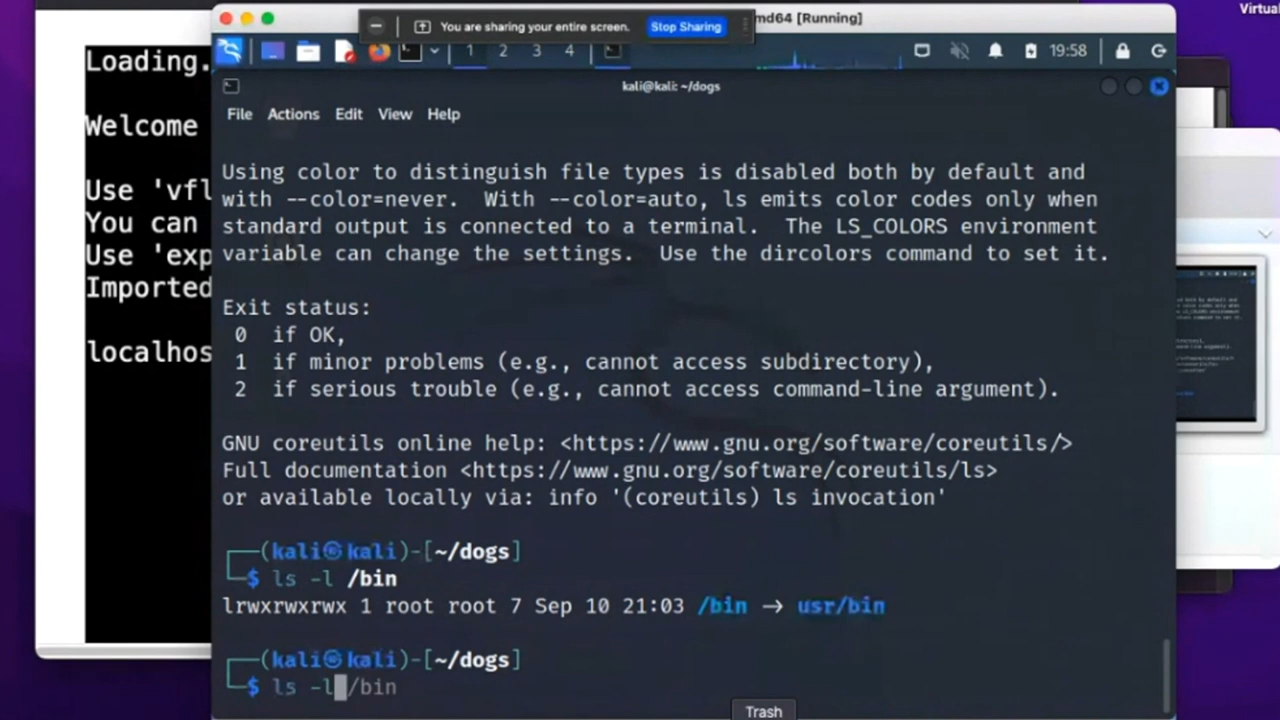 Virtual
You are sharing your entire screen. Stop Sharing
md64 [Running]
1 2 3 4
19:58
kali@kali: ~/dogs
File Actions Edit View Help
Loading.
Welcome
Use 'vfl
You can
Use 'exp
Imported
localhos
Using color to distinguish file types is disabled both by default and
with --color=never. With --color=auto, ls emits color codes only when
standard output is connected to a terminal. The LS_COLORS environment
variable can change the settings. Use the dircolors command to set it.
Exit status:
0 if OK,
1 if minor problems (e.g., cannot access subdirectory),
2 if serious trouble (e.g., cannot access command-line argument).
GNU coreutils online help: <https://www.gnu.org/software/coreutils/>
Full documentation <https://www.gnu.org/software/coreutils/ls>
or available locally via: info '(coreutils) ls invocation'
┌──(kali㉿kali)-[~/dogs]
└─$ ls -l /bin
lrwxrwxrwx 1 root root 7 Sep 10 21:03 /bin → usr/bin
┌──(kali㉿kali)-[~/dogs]
└─$ ls -l /bin
Trash